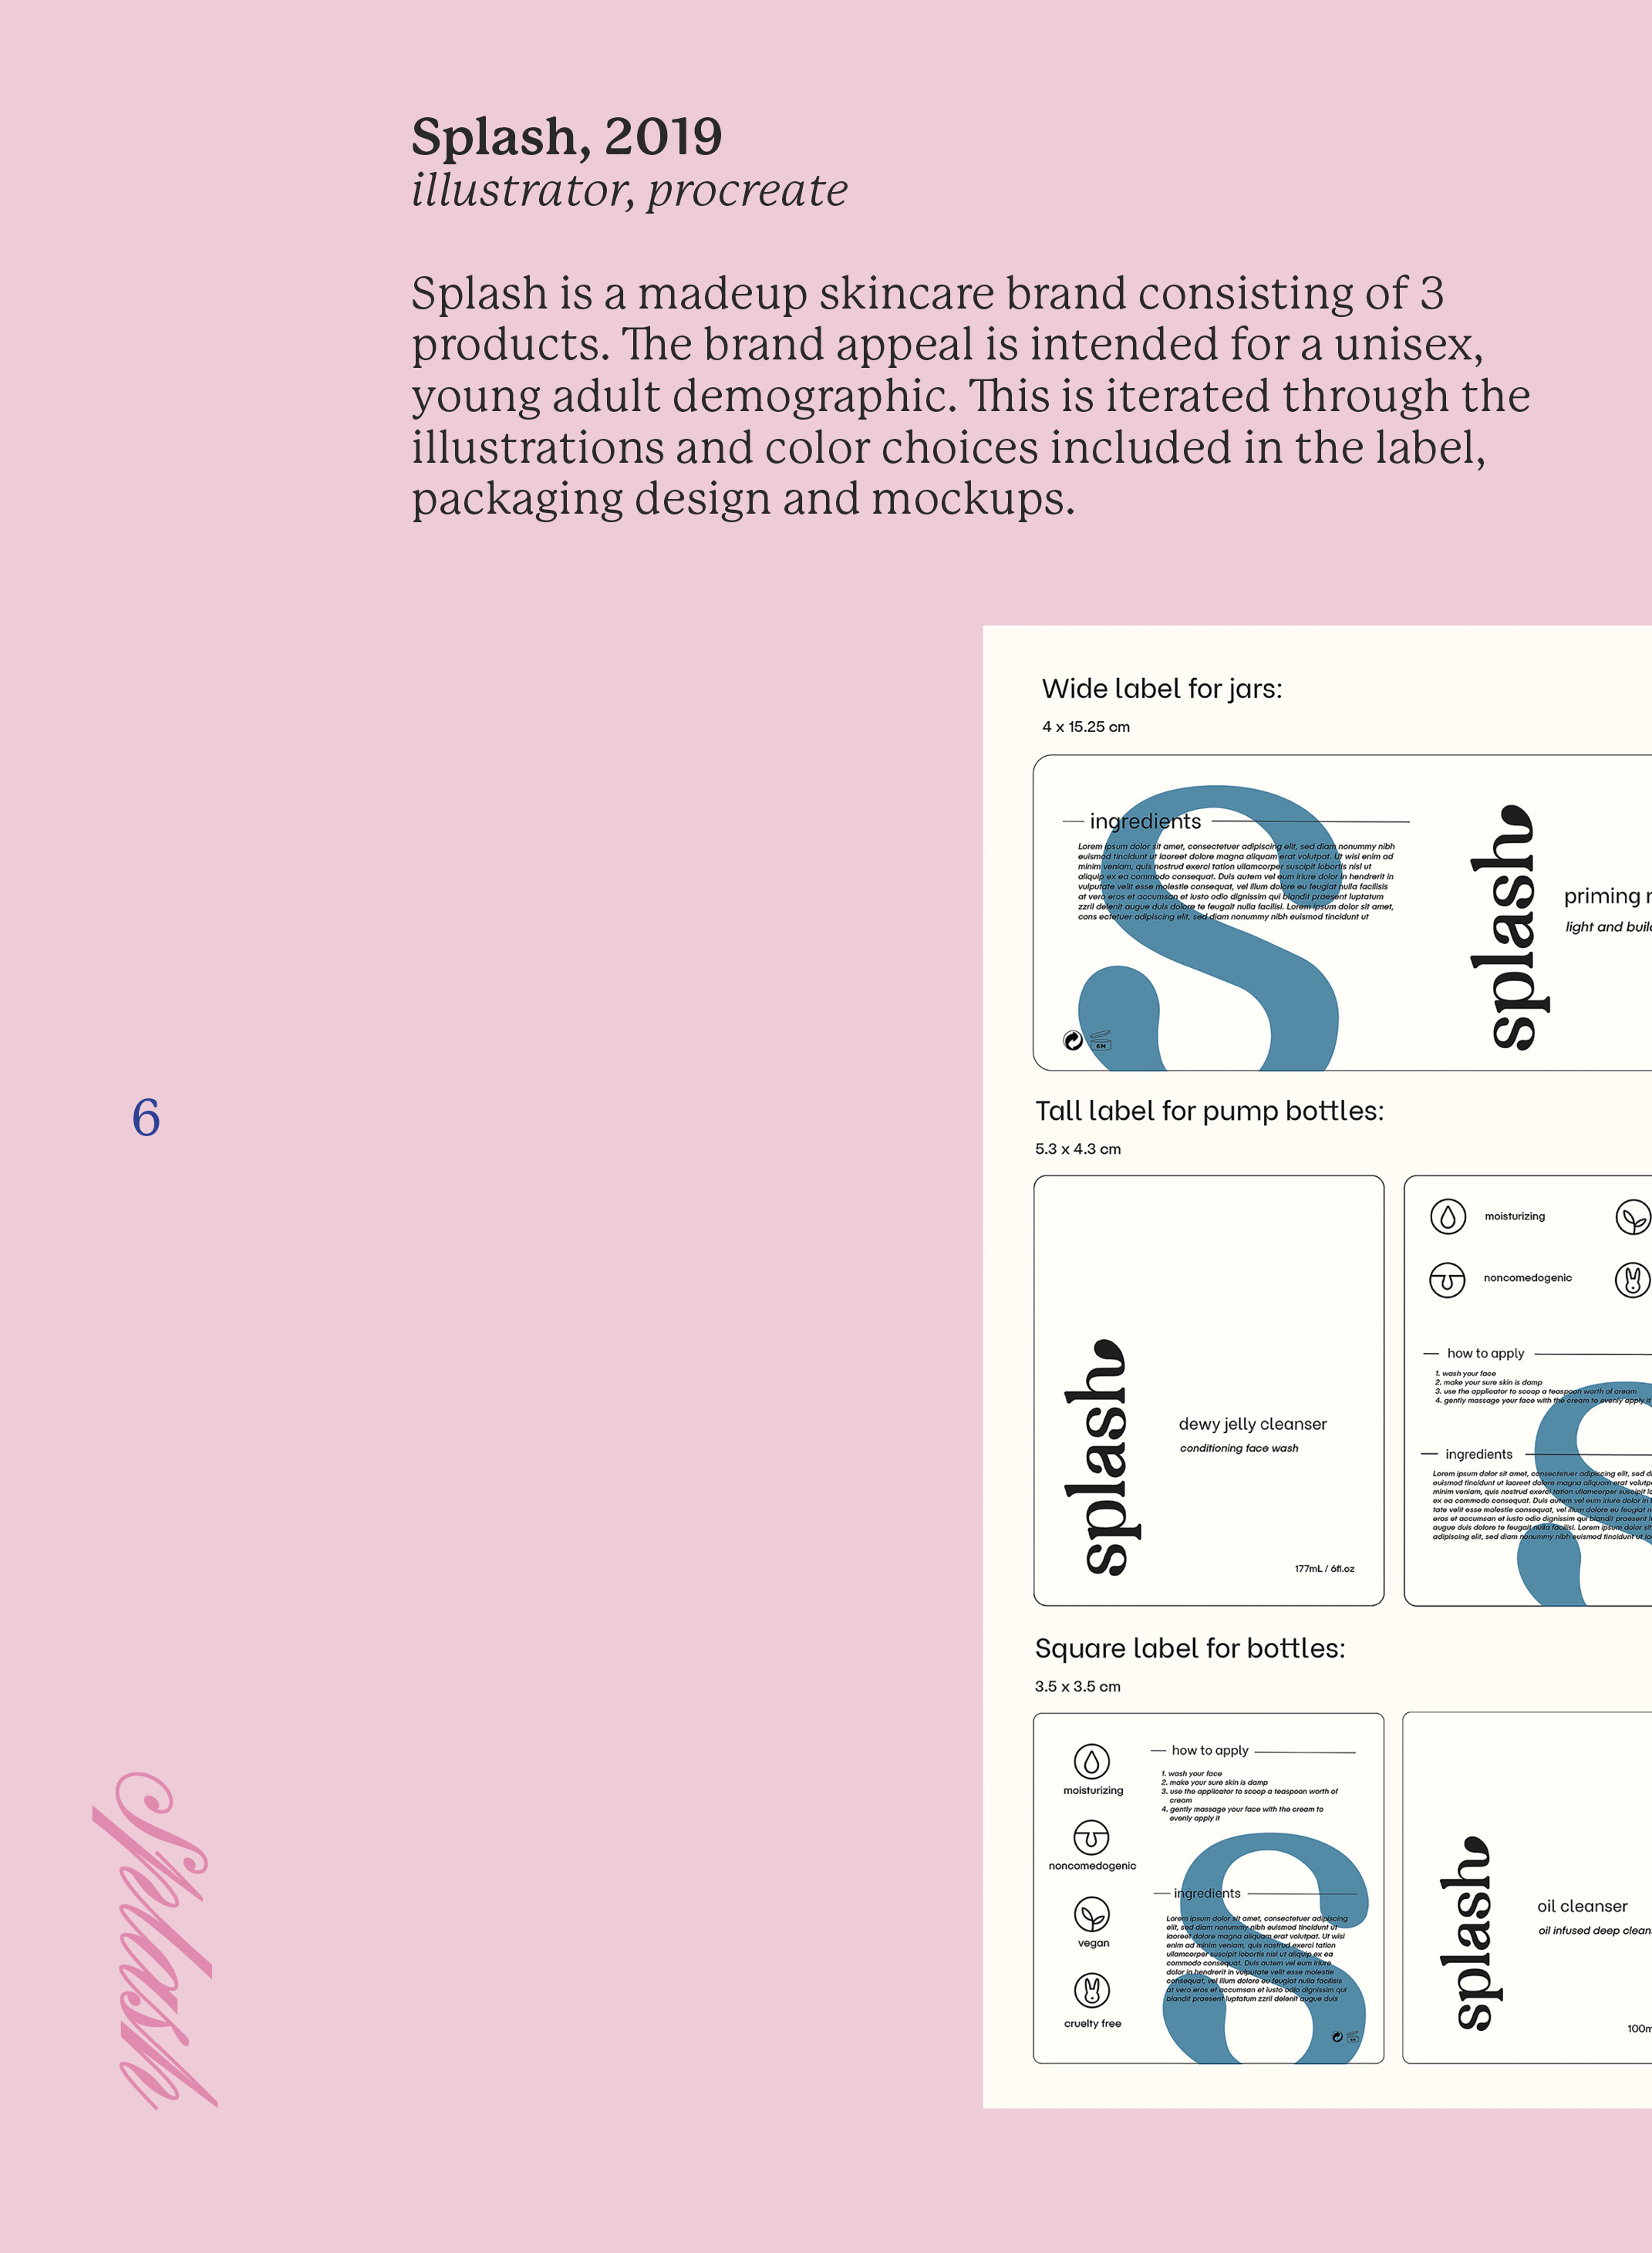 Splash, 2019
illustrator, procreate
Splash is a madeup skincare brand consisting of 3
products. The brand appeal is intended for a unisex,
young adult demographic. This is iterated through the
illustrations and color choices included in the label,
packaging design and mockups.
6
Splash
Wide label for jars:
4 x 15.25 cm
ingredients
Lorem ipsum dolor sit amet, consectetuer adipiscing elit, sed diam nonummy nibh
euismod tincidunt ut laoreet dolore magna aliquam erat volutpat. Ut wisi enim ad
minim veniam, quis nostrud exerci tation ullamcorper suscipit lobortis nisl ut
aliquip ex ea commodo consequat. Duis autem vel eum iriure dolor in hendrerit in
vulputate velit esse molestie consequat, vel illum dolore eu feugiat nulla facilisis
at vero eros et accumsan et iusto odio dignissim qui blandit praesent luptatum
zzril delenit augue duis dolore te feugait nulla facilisi. Lorem ipsum dolor sit amet,
cons ectetuer adipiscing elit, sed diam nonummy nibh euismod tincidunt ut
6M
splash
priming
light and
Tall label for pump bottles:
5.3 x 4.3 cm
splash
dewy jelly cleanser
conditioning face wash
177mL / 6fl.oz
moisturizing
noncomedogenic
how to apply
1. wash your face
2. make your sure skin is damp
3. use the applicator to scoop a teaspoon worth of cream
4. gently massage your face with the cream to evenly apply it
ingredients
Lorem ipsum dolor sit amet, consectetuer adipiscing elit, sed
euismod tincidunt ut laoreet dolore magna aliquam erat
minim veniam, quis nostrud exerci tation ullamcorper suscipit
ex ea commodo consequat. Duis autem vel eum iriure dolor in
tate velit esse molestie consequat, vel illum dolore eu feugiat
eros et accumsan et iusto odio dignissim qui blandit praesent
augue duis dolore te feugait nulla facilisi. Lorem ipsum dolor sit
adipiscing elit, sed diam nonummy nibh euismod tincidunt ut
Square label for bottles:
3.5 x 3.5 cm
moisturizing
noncomedogenic
vegan
cruelty free
how to apply
1. wash your face
2. make your sure skin is damp
3. use the applicator to scoop a teaspoon worth of
cream
4. gently massage your face with the cream to
evenly apply it
ingredients
Lorem ipsum dolor sit amet, consectetuer adipiscing
elit, sed diam nonummy nibh euismod tincidunt ut
laoreet dolore magna aliquam erat volutpat. Ut wisi
enim ad minim veniam, quis nostrud exerci tation
ullamcorper suscipit lobortis nisl ut aliquip ex ea
commodo consequat. Duis autem vel eum iriure
dolor in hendrerit in vulputate velit esse molestie
consequat, vel illum dolore eu feugiat nulla facilisis
at vero eros et accumsan et iusto odio dignissim qui
blandit praesent luptatum zzril delenit augue duis
splash
oil cleanser
oil infused deep